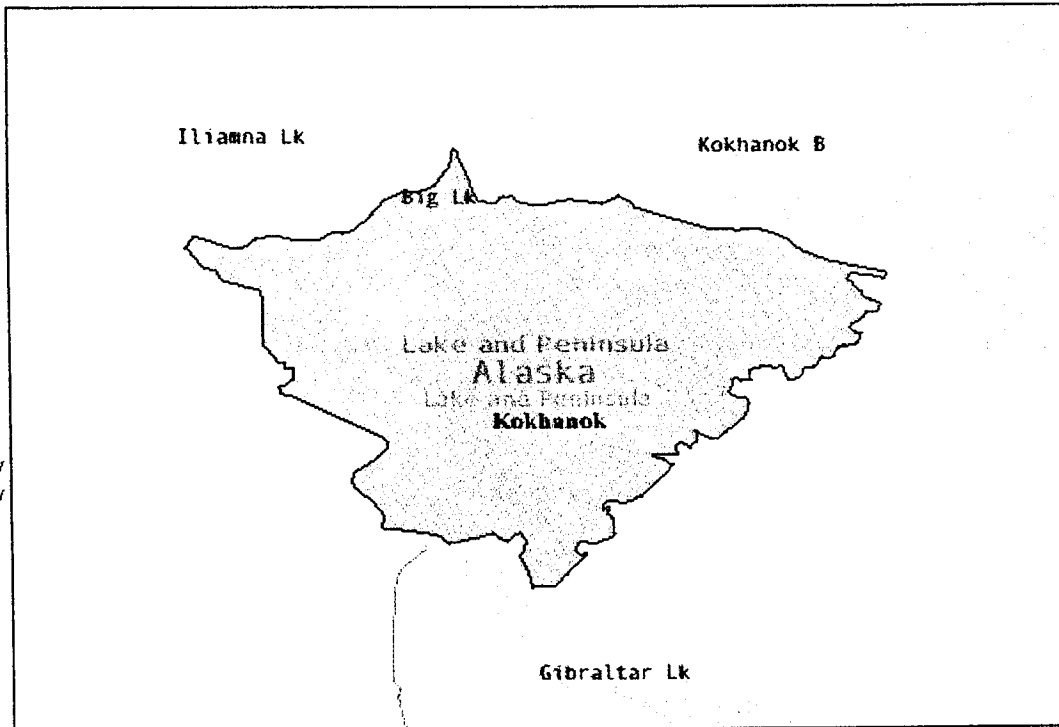 Iliamna Lk
Kokhanok B
Big Lk
Lake and Peninsula
Alaska
Lake and Peninsula
Kokhanok
Gibraltar Lk